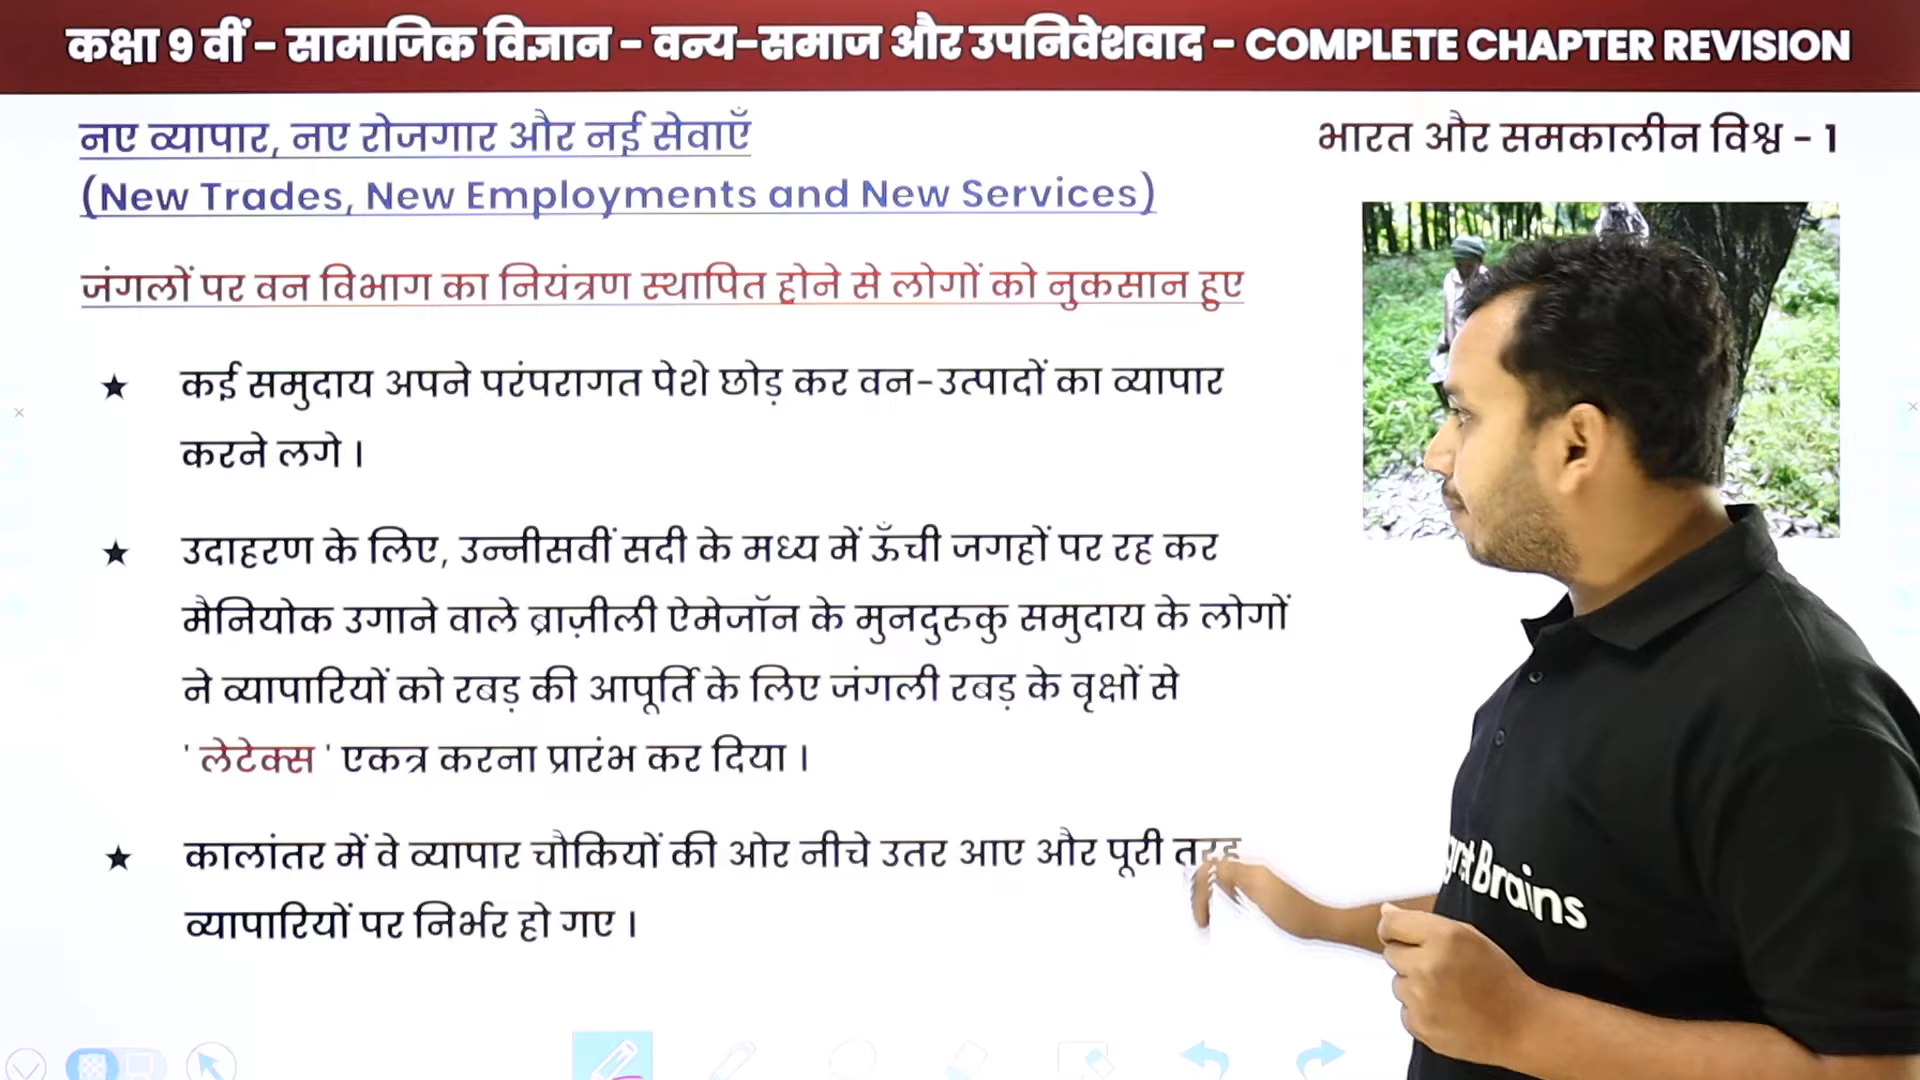 कक्षा 9 वीं - सामाजिक विज्ञान - वन्य-समाज और उपनिवेशवाद - COMPLETE CHAPTER REVISION
नए व्यापार, नए रोजगार और नई सेवाएँ
(New Trades, New Employments and New Services)
भारत और समकालीन विश्व - 1
जंगलों पर वन विभाग का नियंत्रण स्थापित होने से लोगों को नुकसान हुए
★ कई समुदाय अपने परंपरागत पेशे छोड़ कर वन-उत्पादों का व्यापार
करने लगे ।
★ उदाहरण के लिए, उन्नीसवीं सदी के मध्य में ऊँची जगहों पर रह कर
मैनियोक उगाने वाले ब्राज़ीली ऐमेजॉन के मुनदुरुकु समुदाय के लोगों
ने व्यापारियों को रबड़ की आपूर्ति के लिए जंगली रबड़ के वृक्षों से
' लेटेक्स ' एकत्र करना प्रारंभ कर दिया ।
★ कालांतर में वे व्यापार चौकियों की ओर नीचे उतर आए और पूरी तरह
व्यापारियों पर निर्भर हो गए ।
Brains